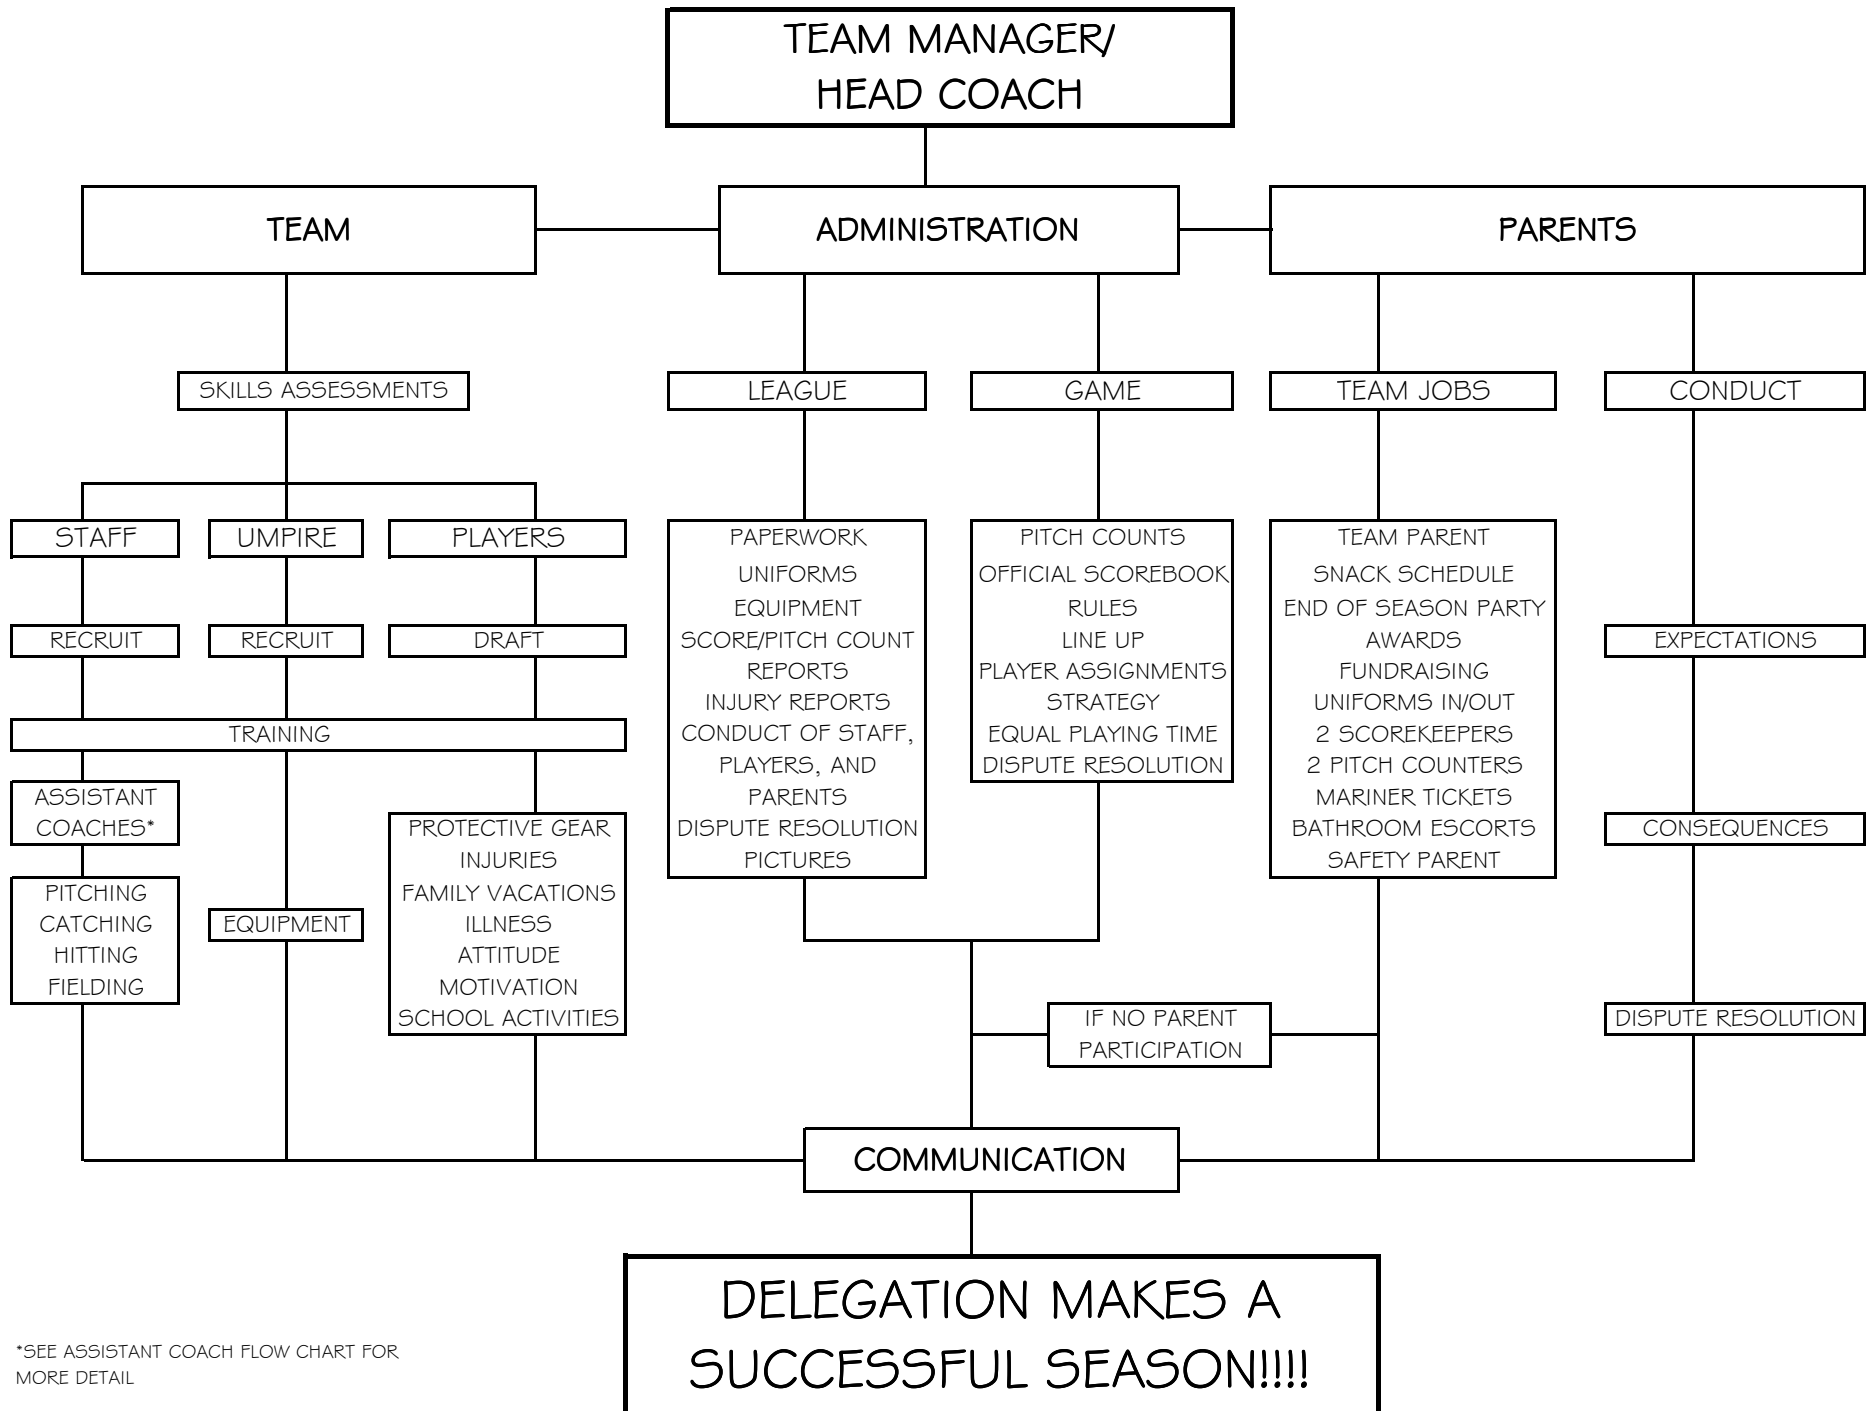 TEAM MANAGER/
HEAD COACH
TEAM
ADMINISTRATION
PARENTS
SKILLS ASSESSMENTS
LEAGUE
GAME
TEAM JOBS
CONDUCT
STAFF
UMPIRE
PLAYERS
RECRUIT
RECRUIT
DRAFT
TRAINING
ASSISTANT
COACHES*
PITCHING
CATCHING
HITTING
FIELDING
EQUIPMENT
PROTECTIVE GEAR
INJURIES
FAMILY VACATIONS
ILLNESS
ATTITUDE
MOTIVATION
SCHOOL ACTIVITIES
PAPERWORK
UNIFORMS
EQUIPMENT
SCORE/PITCH COUNT
REPORTS
INJURY REPORTS
CONDUCT OF STAFF,
PLAYERS, AND
PARENTS
DISPUTE RESOLUTION
PICTURES
PITCH COUNTS
OFFICIAL SCOREBOOK
RULES
LINE UP
PLAYER ASSIGNMENTS
STRATEGY
EQUAL PLAYING TIME
DISPUTE RESOLUTION
TEAM PARENT
SNACK SCHEDULE
END OF SEASON PARTY
AWARDS
FUNDRAISING
UNIFORMS IN/OUT
2 SCOREKEEPERS
2 PITCH COUNTERS
MARINER TICKETS
BATHROOM ESCORTS
SAFETY PARENT
EXPECTATIONS
CONSEQUENCES
DISPUTE RESOLUTION
IF NO PARENT
PARTICIPATION
COMMUNICATION
DELEGATION MAKES A
SUCCESSFUL SEASON!!!!
*SEE ASSISTANT COACH FLOW CHART FOR
MORE DETAIL